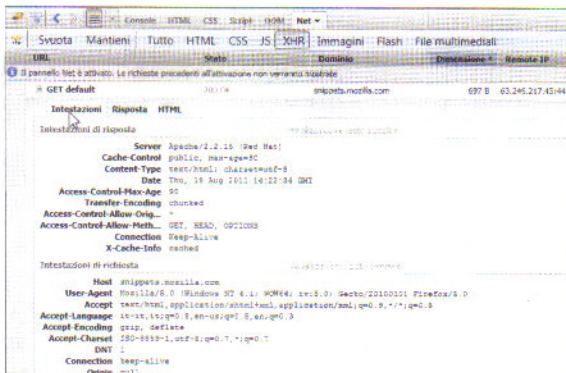 Console HTML CSS Script DOM Net
Svuota Mantieni Tutto HTML CSS JS XHR Immagini Flash File multimediali
URL Stato Dominio Dimensione Remote IP
Il pannello Net è attivato. Le richieste precedenti all'attivazione non verranno mostrate
GET default 200 OK snippets.mozilla.com 697 B 63.245.217.45:44
Intestazioni Risposta HTML
Intestazioni di risposta
Server Apache/2.2.15 (Red Hat)
Cache-Control public, max-age=90
Content-Type text/html; charset=utf-8
Date Thu, 18 Aug 2011 14:22:34 GMT
Access-Control-Max-Age 90
Transfer-Encoding chunked
Access-Control-Allow-Orig... *
Access-Control-Allow-Meth... GET, HEAD, OPTIONS
Connection Keep-Alive
X-Cache-Info cached
Intestazioni di richiesta
Host snippets.mozilla.com
User-Agent Mozilla/5.0 (Windows NT 6.1; WOW64; rv:6.0) Gecko/20100101 Firefox/6.0
Accept text/html,application/xhtml+xml,application/xml;q=0.9,*/*;q=0.8
Accept-Language it-it,it;q=0.8,en-us;q=0.5,en;q=0.3
Accept-Encoding gzip, deflate
Accept-Charset ISO-8859-1,utf-8;q=0.7,*;q=0.7
DNT 1
Connection keep-alive
Origin null